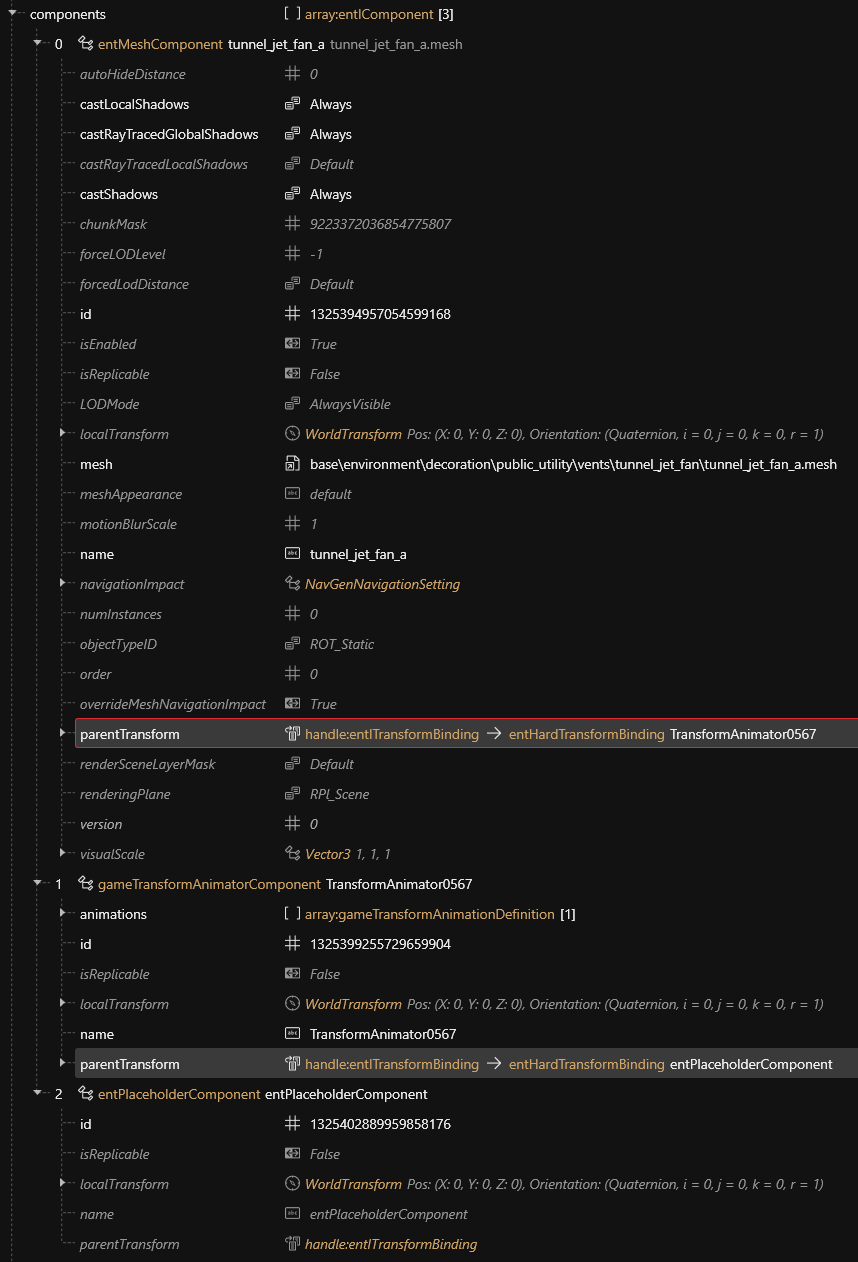 components [ ] array:entIComponent [3]
0 entMeshComponent tunnel_jet_fan_a tunnel_jet_fan_a.mesh
autoHideDistance 0
castLocalShadows Always
castRayTracedGlobalShadows Always
castRayTracedLocalShadows Default
castShadows Always
chunkMask 9223372036854775807
forceLODLevel -1
forcedLodDistance Default
id 1325394957054599168
isEnabled True
isReplicable False
LODMode AlwaysVisible
localTransform WorldTransform Pos: (X: 0, Y: 0, Z: 0), Orientation: (Quaternion, i = 0, j = 0, k = 0, r = 1)
mesh base\environment\decoration\public_utility\vents\tunnel_jet_fan\tunnel_jet_fan_a.mesh
meshAppearance default
motionBlurScale 1
name tunnel_jet_fan_a
navigationImpact NavGenNavigationSetting
numInstances 0
objectTypeID ROT_Static
order 0
overrideMeshNavigationImpact True
parentTransform handle:entITransformBinding → entHardTransformBinding TransformAnimator0567
renderSceneLayerMask Default
renderingPlane RPl_Scene
version 0
visualScale Vector3 1, 1, 1
1 gameTransformAnimatorComponent TransformAnimator0567
animations [ ] array:gameTransformAnimationDefinition [1]
id 1325399255729659904
isReplicable False
localTransform WorldTransform Pos: (X: 0, Y: 0, Z: 0), Orientation: (Quaternion, i = 0, j = 0, k = 0, r = 1)
name TransformAnimator0567
parentTransform handle:entITransformBinding → entHardTransformBinding entPlaceholderComponent
2 entPlaceholderComponent entPlaceholderComponent
id 1325402889959858176
isReplicable False
localTransform WorldTransform Pos: (X: 0, Y: 0, Z: 0), Orientation: (Quaternion, i = 0, j = 0, k = 0, r = 1)
name entPlaceholderComponent
parentTransform handle:entITransformBinding